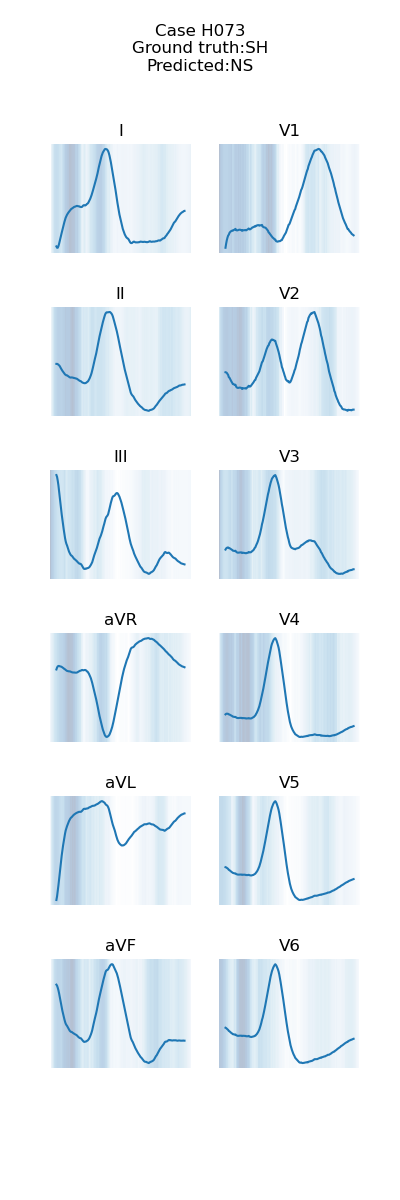 Case H073
Ground truth:SH
Predicted:NS
I
V1
II
V2
III
V3
aVR
V4
aVL
V5
aVF
V6